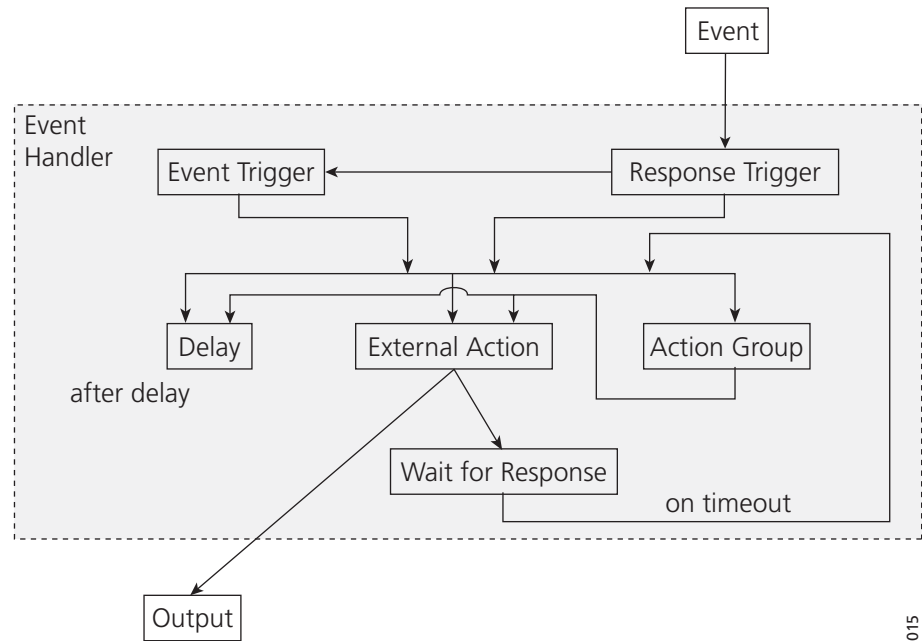 Event
Event
Handler
Event Trigger
Response Trigger
Delay
External Action
Action Group
after delay
Wait for Response
on timeout
Output
015